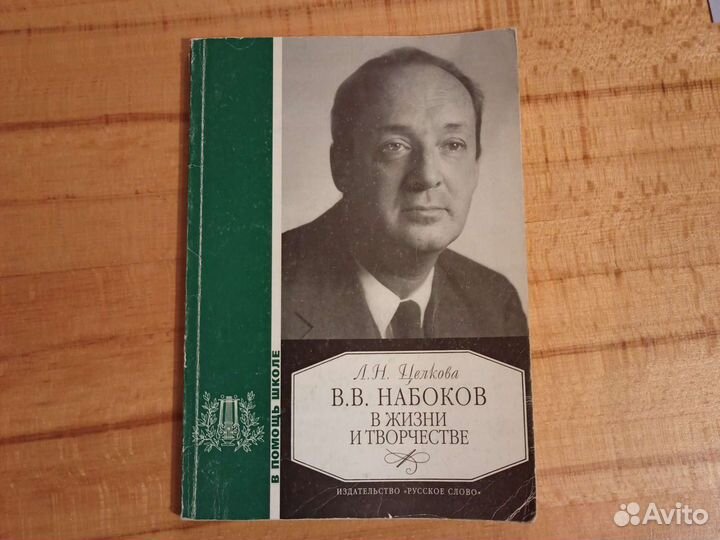 В ПОМОЩЬ ШКОЛЕ
Л.Н. Целкова
В.В. НАБОКОВ
В ЖИЗНИ
И ТВОРЧЕСТВЕ
ИЗДАТЕЛЬСТВО «РУССКОЕ СЛОВО»
Avito